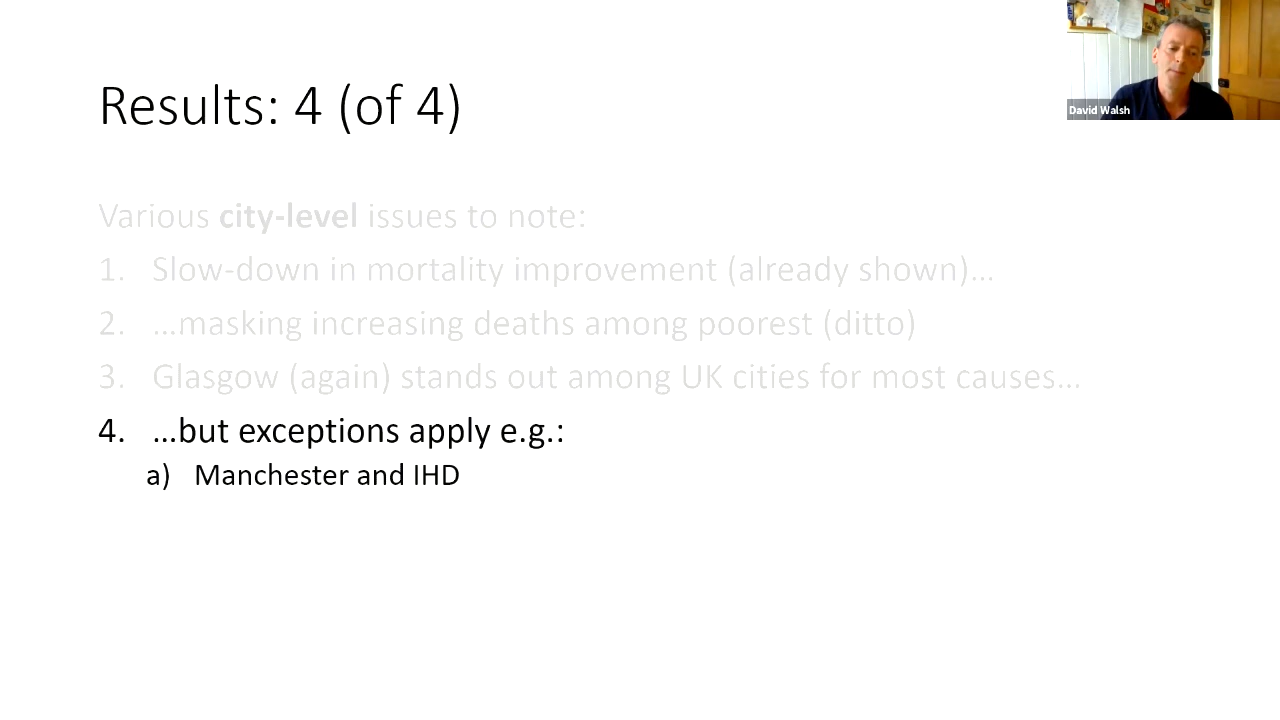 Results: 4 (of 4)
David Walsh
Various city-level issues to note:
1. Slow-down in mortality improvement (already shown)…
2. …masking increasing deaths among poorest (ditto)
3. Glasgow (again) stands out among UK cities for most causes…
4. …but exceptions apply e.g.:
a) Manchester and IHD